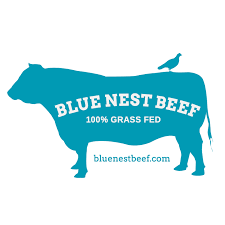 BLUE NEST BEEF
100% GRASS FED
bluenestbeef.com